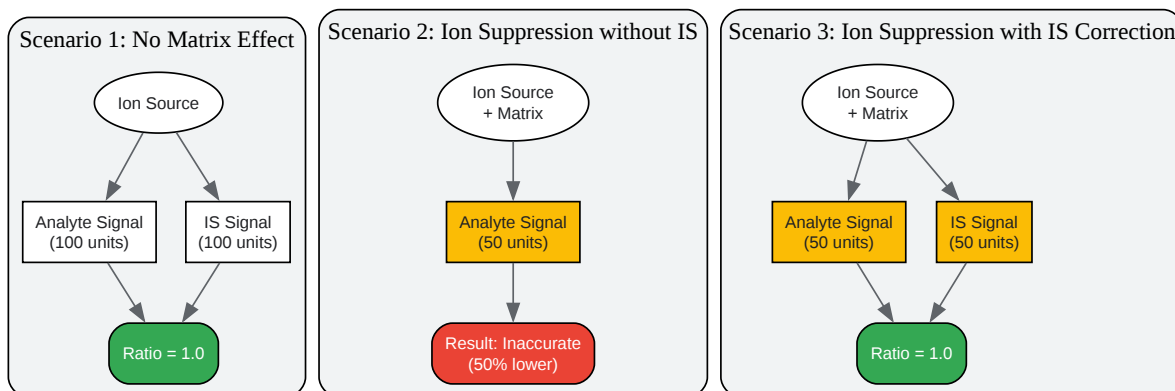 Scenario 1: No Matrix Effect
Ion Source
Analyte Signal
(100 units)
IS Signal
(100 units)
Ratio = 1.0
Scenario 2: Ion Suppression without IS
Ion Source
+ Matrix
Analyte Signal
(50 units)
Result: Inaccurate
(50% lower)
Scenario 3: Ion Suppression with IS Correction
Ion Source
+ Matrix
Analyte Signal
(50 units)
IS Signal
(50 units)
Ratio = 1.0